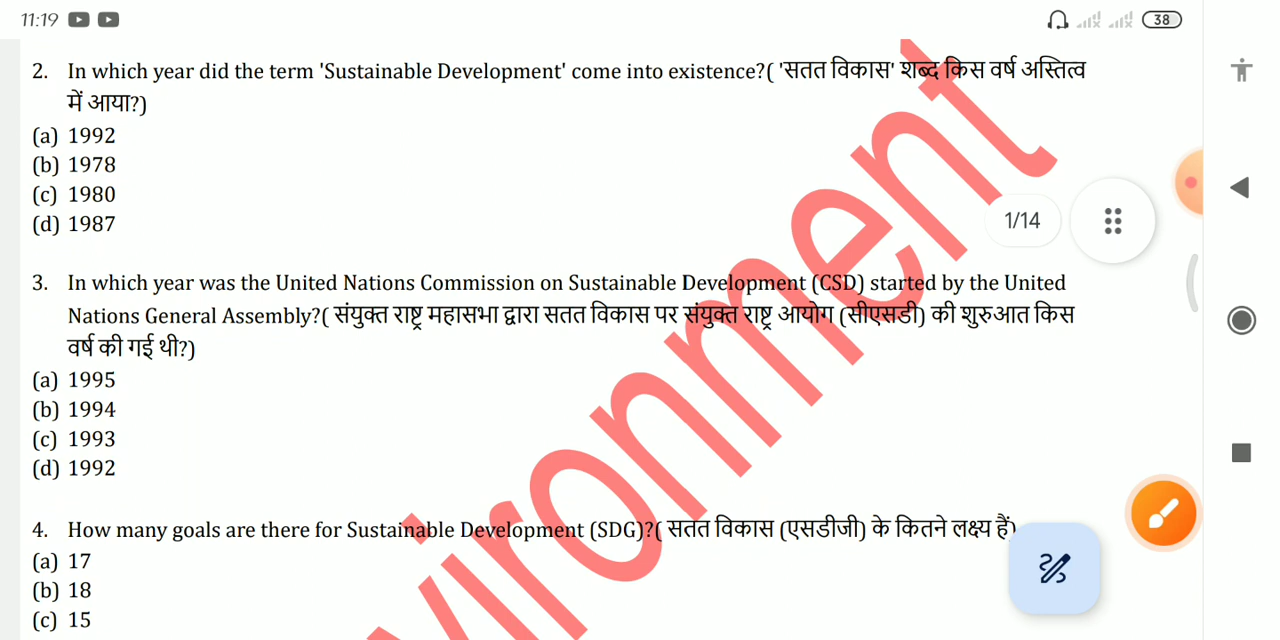 11:19
38
2. In which year did the term 'Sustainable Development' come into existence?( 'सतत विकास' शब्द किस वर्ष अस्तित्व
में आया?)
(a) 1992
(b) 1978
(c) 1980
(d) 1987
1/14
3. In which year was the United Nations Commission on Sustainable Development (CSD) started by the United
Nations General Assembly?( संयुक्त राष्ट्र महासभा द्वारा सतत विकास पर संयुक्त राष्ट्र आयोग (सीएसडी) की शुरुआत किस
वर्ष की गई थी?)
(a) 1995
(b) 1994
(c) 1993
(d) 1992
4. How many goals are there for Sustainable Development (SDG)?( सतत विकास (एसडीजी) के कितने लक्ष्य हैं)
(a) 17
(b) 18
(c) 15
vironment